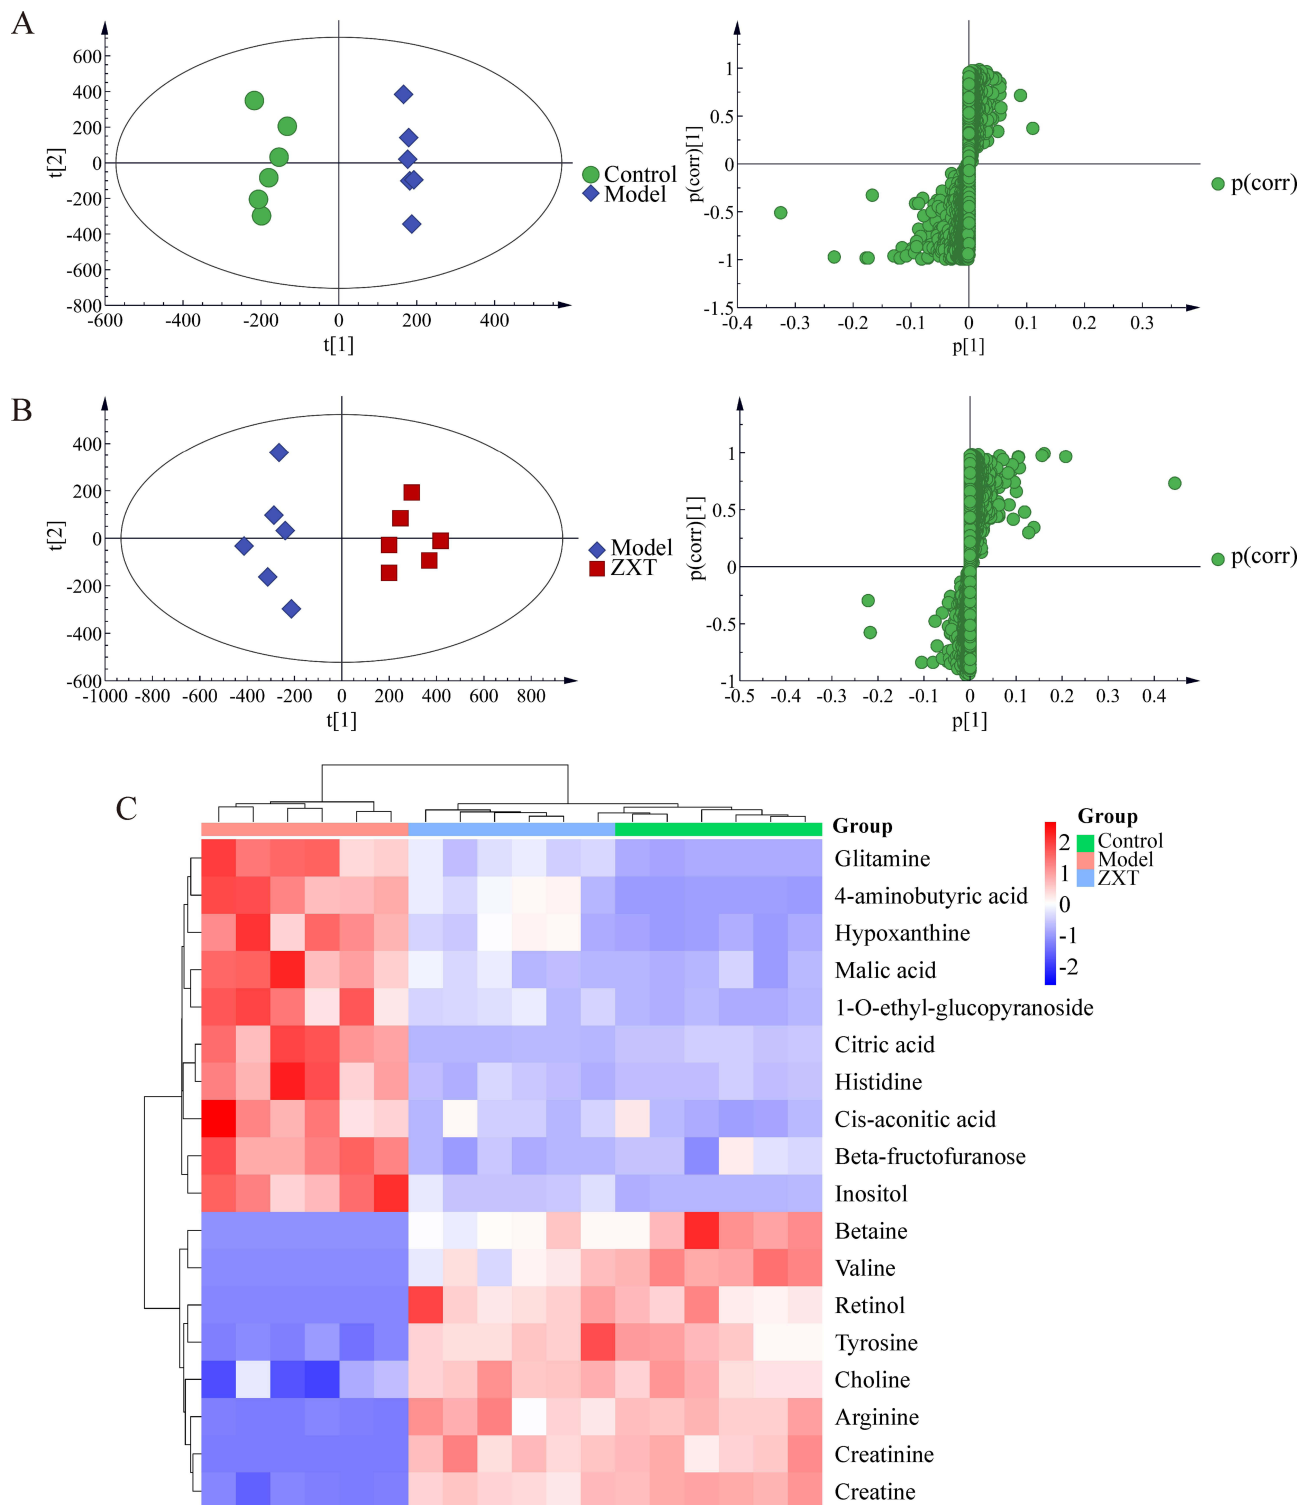 A
600
400
200
0
-200
-400
-600
-800
t[2]
-600 -400 -200 0 200 400
t[1]
Control
Model
1
0.5
0
-0.5
-1
-1.5
p(corr)[1]
-0.4 -0.3 -0.2 -0.1 0 0.1 0.2 0.3
p[1]
p(corr)
B
400
200
0
-200
-400
-600
t[2]
-1000 -800 -600 -400 -200 0 200 400 600 800
t[1]
Model
ZXT
1
0.5
0
-0.5
-1
p(corr)[1]
-0.5 -0.4 -0.3 -0.2 -0.1 0 0.1 0.2 0.3 0.4
p[1]
p(corr)
C
Group
Glitamine
4-aminobutyric acid
Hypoxanthine
Malic acid
1-O-ethyl-glucopyranoside
Citric acid
Histidine
Cis-aconitic acid
Beta-fructofuranose
Inositol
Betaine
Valine
Retinol
Tyrosine
Choline
Arginine
Creatinine
Creatine
2
1
0
-1
-2
Group
Control
Model
ZXT